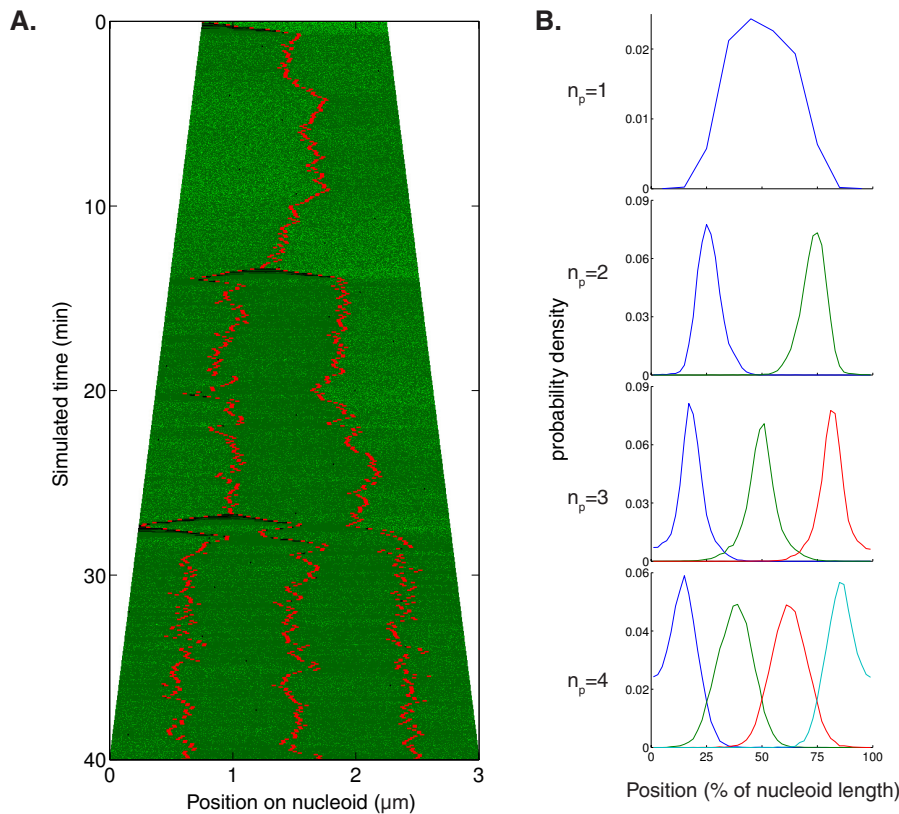 A.
0
10
20
30
40
Simulated time (min)
0
1
2
3
Position on nucleoid (µm)
B.
n_p=1
0.02
0.01
0
n_p=2
0.09
0.06
0.03
0
n_p=3
0.09
0.06
0.03
0
n_p=4
0.06
0.04
0.02
0
probability density
0
25
50
75
100
Position (% of nucleoid length)